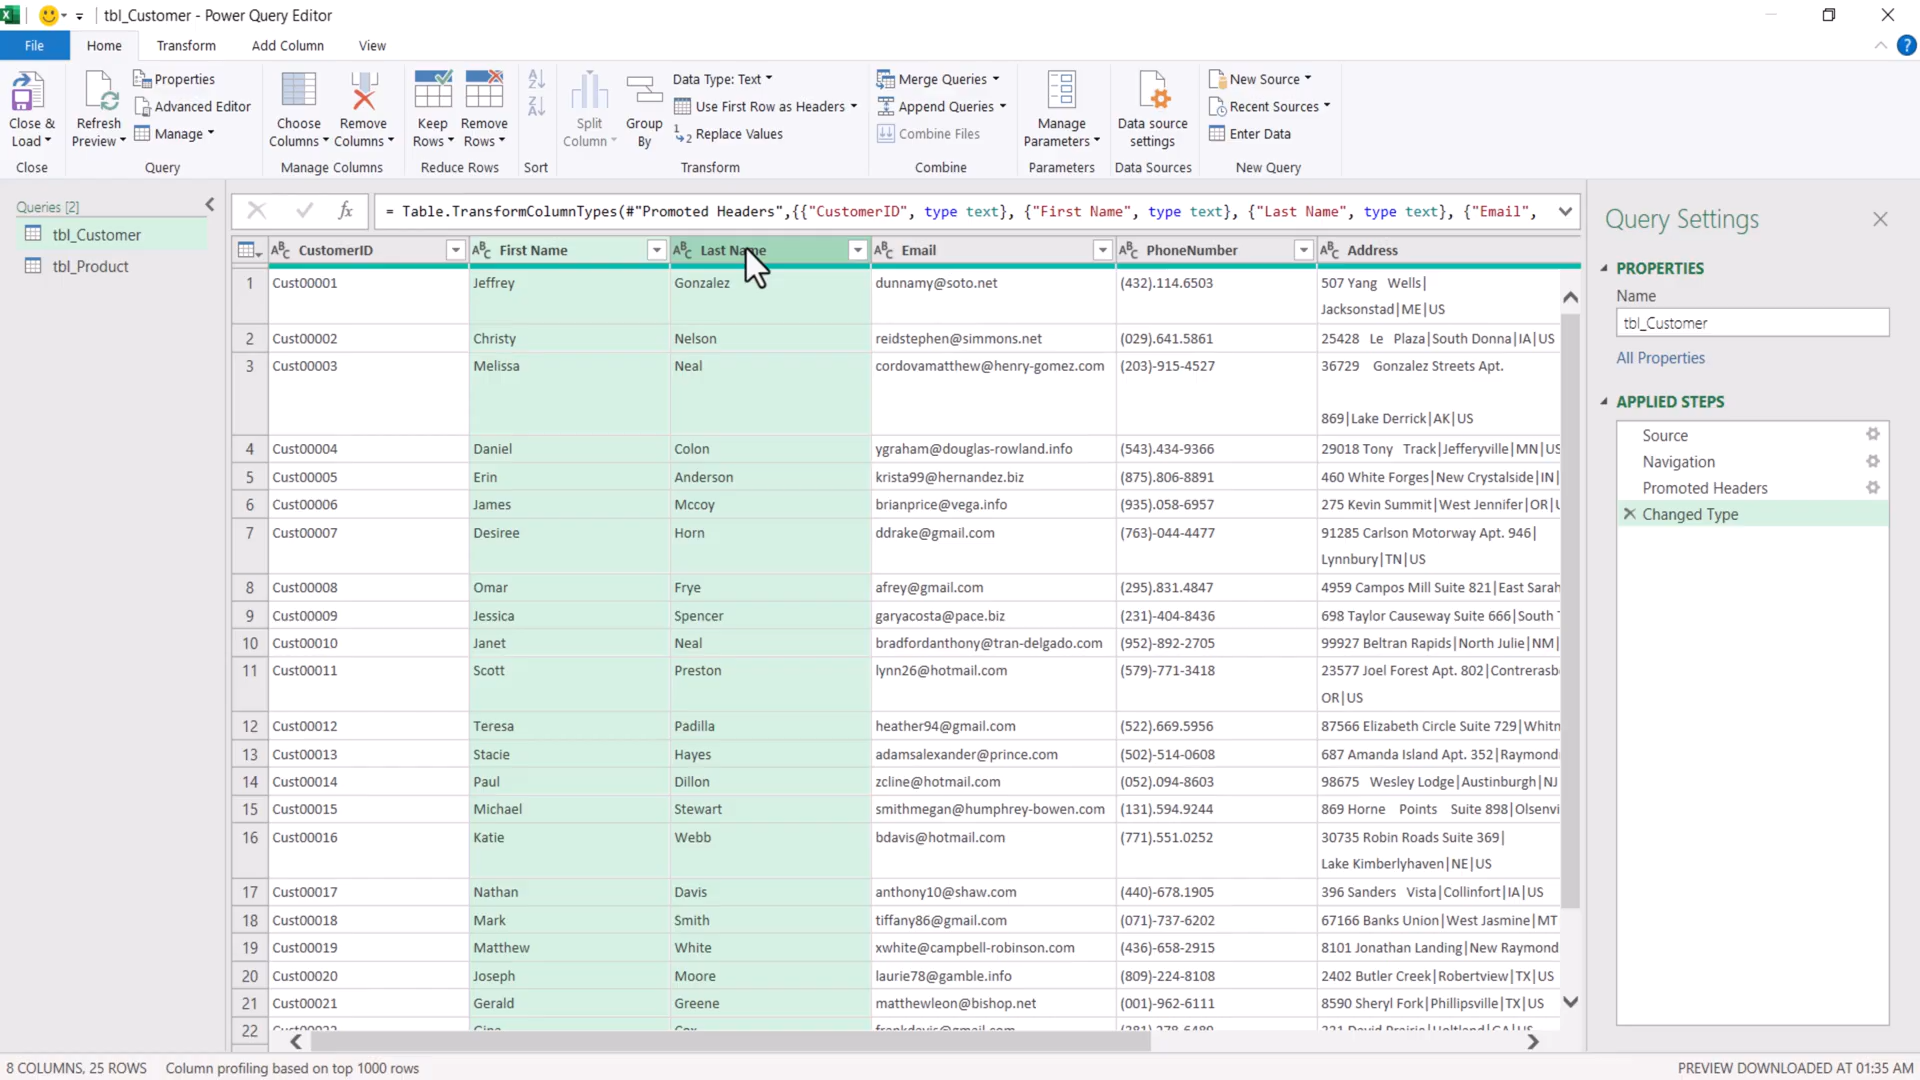 tbl_Customer - Power Query Editor
File Home Transform Add Column View
Close & Load
Close
Refresh Preview
Properties
Advanced Editor
Manage
Query
Choose Columns
Remove Columns
Manage Columns
Keep Rows
Remove Rows
Reduce Rows
Sort
Split Column
Group By
Data Type: Text
Use First Row as Headers
Replace Values
Transform
Merge Queries
Append Queries
Combine Files
Combine
Manage Parameters
Parameters
Data source settings
Data Sources
New Source
Recent Sources
Enter Data
New Query
Queries [2]
tbl_Customer
tbl_Product
fx = Table.TransformColumnTypes(#"Promoted Headers",{{"CustomerID", type text}, {"First Name", type text}, {"Last Name", type text}, {"Email",
CustomerID First Name Last Name Email PhoneNumber Address
1 Cust00001 Jeffrey Gonzalez dunnamy@soto.net (432).114.6503 507 Yang Wells|
Jacksonstad|ME|US
2 Cust00002 Christy Nelson reidstephen@simmons.net (029).641.5861 25428 Le Plaza|South Donna|IA|US
3 Cust00003 Melissa Neal cordovamatthew@henry-gomez.com (203)-915-4527 36729 Gonzalez Streets Apt.
869|Lake Derrick|AK|US
4 Cust00004 Daniel Colon ygraham@douglas-rowland.info (543).434-9366 29018 Tony Track|Jefferyville|MN|US
5 Cust00005 Erin Anderson krista99@hernandez.biz (875).806-8891 460 White Forges|New Crystalside|IN|
6 Cust00006 James Mccoy brianprice@vega.info (935).058-6957 275 Kevin Summit|West Jennifer|OR|U
7 Cust00007 Desiree Horn ddrake@gmail.com (763)-044-4477 91285 Carlson Motorway Apt. 946|
Lynnbury|TN|US
8 Cust00008 Omar Frye afrey@gmail.com (295).831.4847 4959 Campos Mill Suite 821|East Sarah
9 Cust00009 Jessica Spencer garyacosta@pace.biz (231)-404-8436 698 Taylor Causeway Suite 666|South T
10 Cust00010 Janet Neal bradfordanthony@tran-delgado.com (952)-892-2705 99927 Beltran Rapids|North Julie|NM|
11 Cust00011 Scott Preston lynn26@hotmail.com (579)-771-3418 23577 Joel Forest Apt. 802|Contrerasb
OR|US
12 Cust00012 Teresa Padilla heather94@gmail.com (522).669.5956 87566 Elizabeth Circle Suite 729|Whitn
13 Cust00013 Stacie Hayes adamsalexander@prince.com (502)-514-0608 687 Amanda Island Apt. 352|Raymond
14 Cust00014 Paul Dillon zcline@hotmail.com (052).094-8603 98675 Wesley Lodge|Austinburgh|NJ
15 Cust00015 Michael Stewart smithmegan@humphrey-bowen.com (131).594.9244 869 Horne Points Suite 898|Olsenvi
16 Cust00016 Katie Webb bdavis@hotmail.com (771).551.0252 30735 Robin Roads Suite 369|
Lake Kimberlyhaven|NE|US
17 Cust00017 Nathan Davis anthony10@shaw.com (440)-678.1905 396 Sanders Vista|Collinfort|IA|US
18 Cust00018 Mark Smith tiffany86@gmail.com (071)-737-6202 67166 Banks Union|West Jasmine|MT
19 Cust00019 Matthew White xwhite@campbell-robinson.com (436)-658-2915 8101 Jonathan Landing|New Raymond
20 Cust00020 Joseph Moore laurie78@gamble.info (809)-224-8108 2402 Butler Creek|Robertview|TX|US
21 Cust00021 Gerald Greene matthewleon@bishop.net (001)-962-6111 8590 Sheryl Fork|Phillipsville|TX|US
22
Query Settings
PROPERTIES
Name
tbl_Customer
All Properties
APPLIED STEPS
Source
Navigation
Promoted Headers
Changed Type
8 COLUMNS, 25 ROWS Column profiling based on top 1000 rows PREVIEW DOWNLOADED AT 01:35 AM